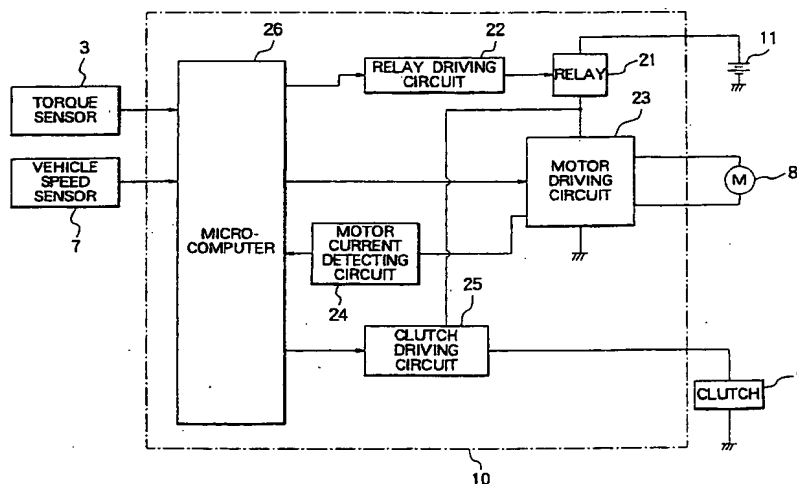 26
22
11
3
RELAY DRIVING
CIRCUIT
RELAY
21
TORQUE
SENSOR
23
VEHICLE
SPEED
SENSOR
MOTOR
DRIVING
CIRCUIT
M
8
7
MICRO-
COMPUTER
MOTOR
CURRENT
DETECTING
CIRCUIT
24
25
CLUTCH
DRIVING
CIRCUIT
CLUTCH
10